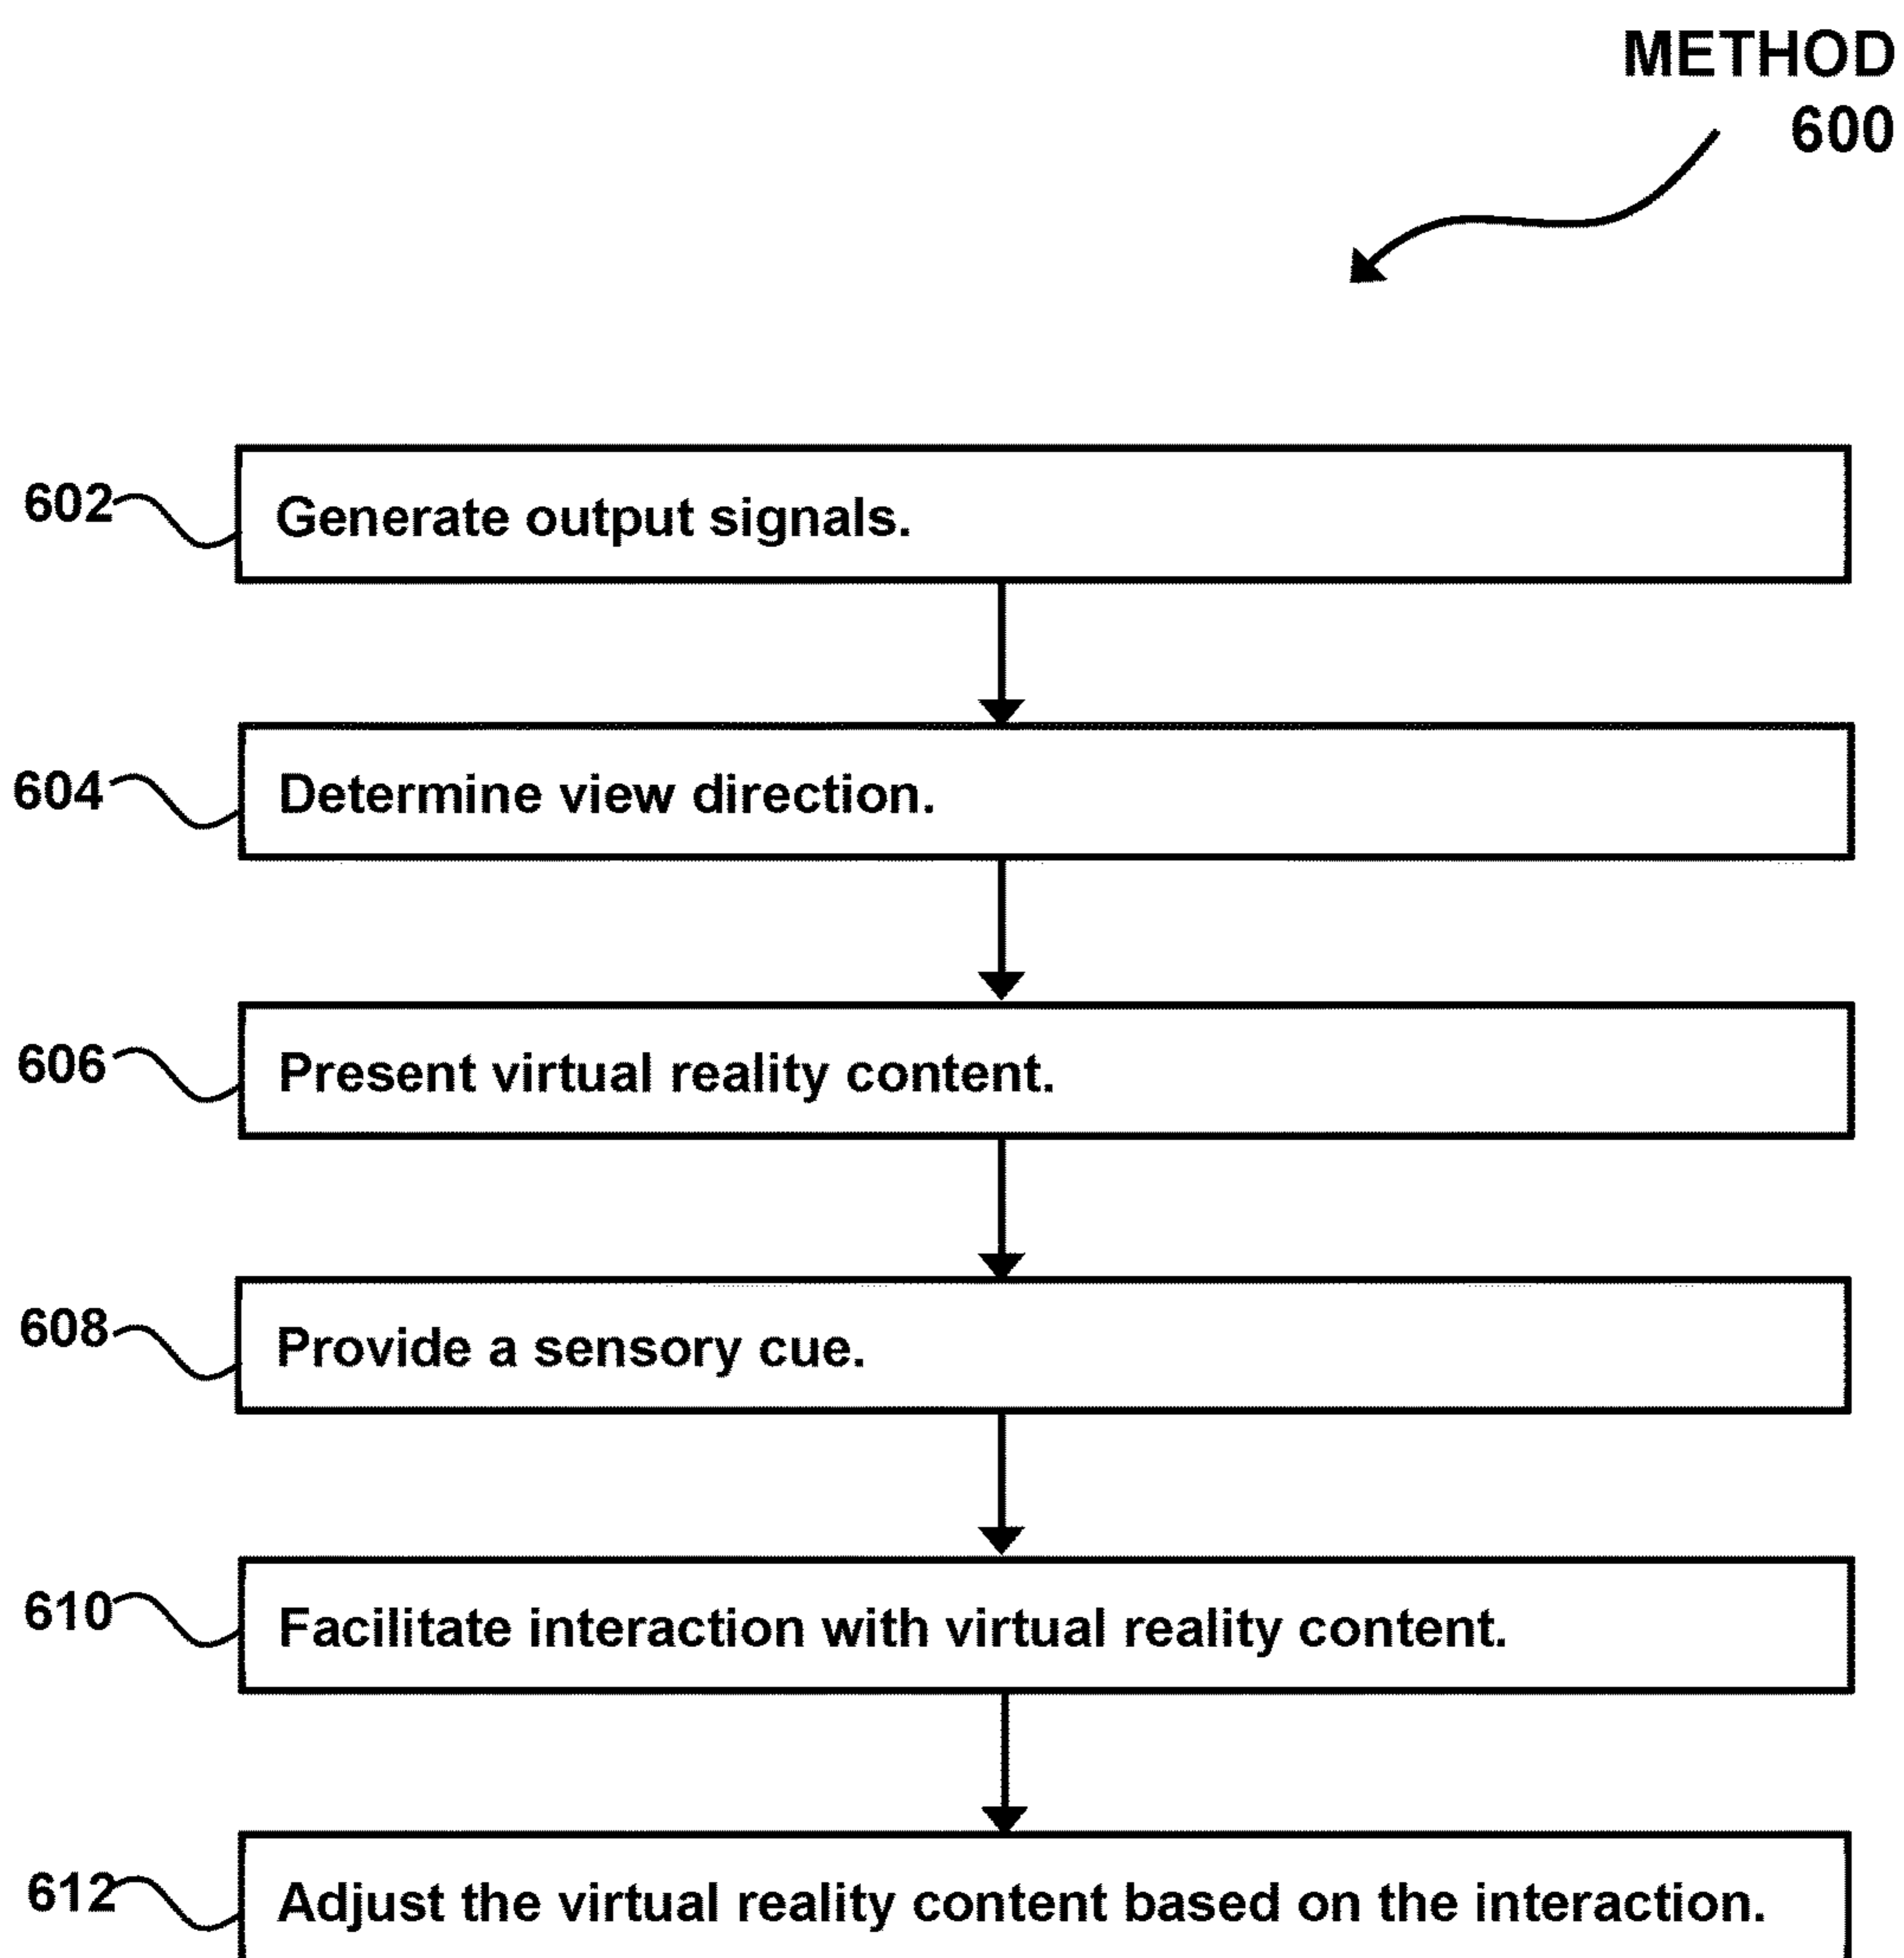 METHOD
600
602
Generate output signals.
604
Determine view direction.
606
Present virtual reality content.
608
Provide a sensory cue.
610
Facilitate interaction with virtual reality content.
612
Adjust the virtual reality content based on the interaction.